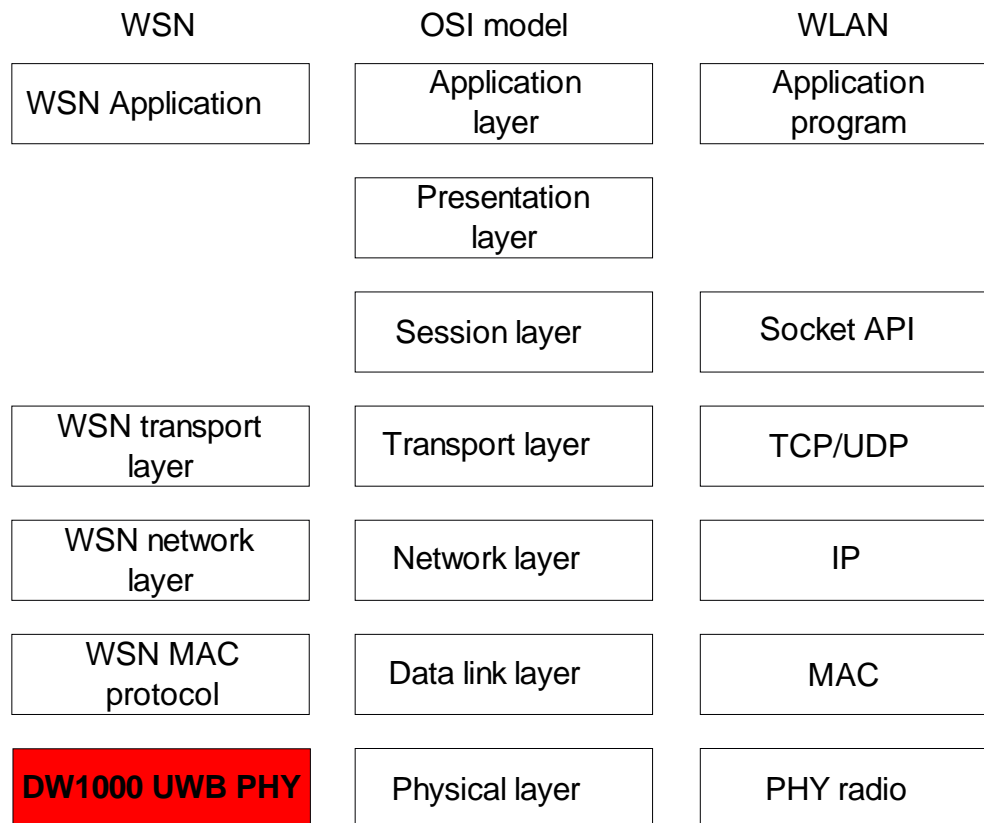 WSN
OSI model
WLAN
WSN Application
Application
layer
Application
program
Presentation
layer
Session layer
Socket API
WSN transport
layer
Transport layer
TCP/UDP
WSN network
layer
Network layer
IP
WSN MAC
protocol
Data link layer
MAC
DW1000 UWB PHY
Physical layer
PHY radio